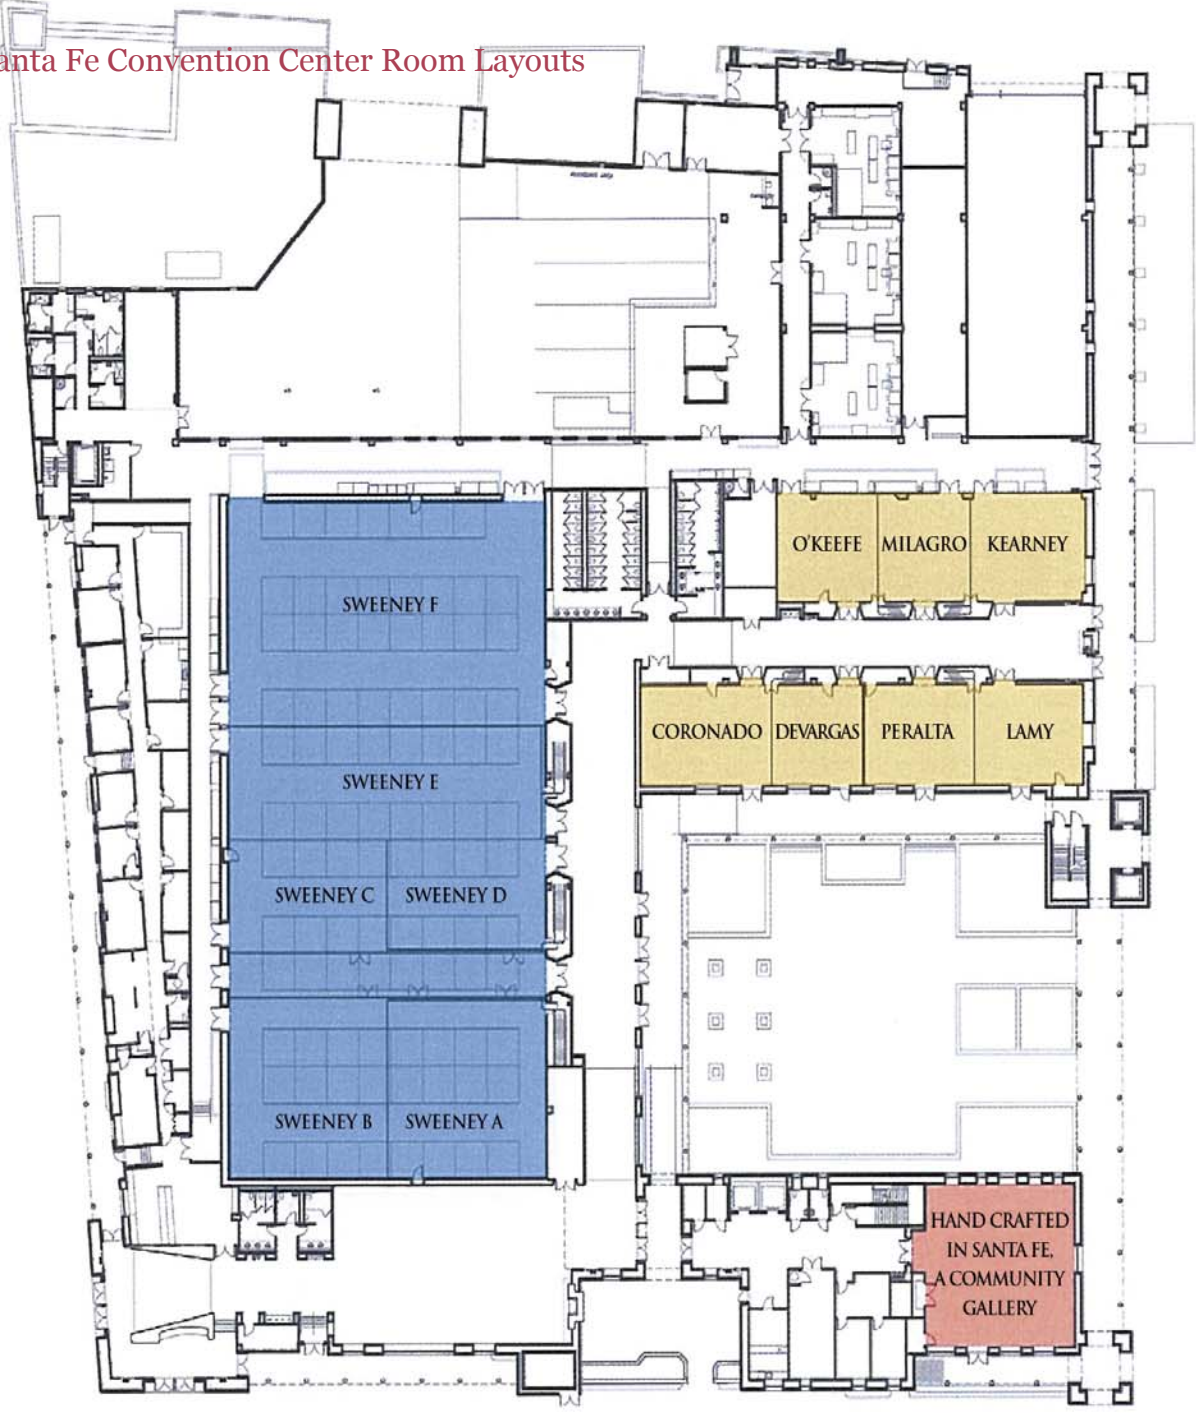 anta Fe Convention Center Room Layouts
O'KEEFE MILAGRO KEARNEY
SWEENEY F
CORONADO DEVARGAS PERALTA LAMY
SWEENEY E
SWEENEY C SWEENEY D
SWEENEY B SWEENEY A
HAND CRAFTED
IN SANTA FE,
A COMMUNITY
GALLERY